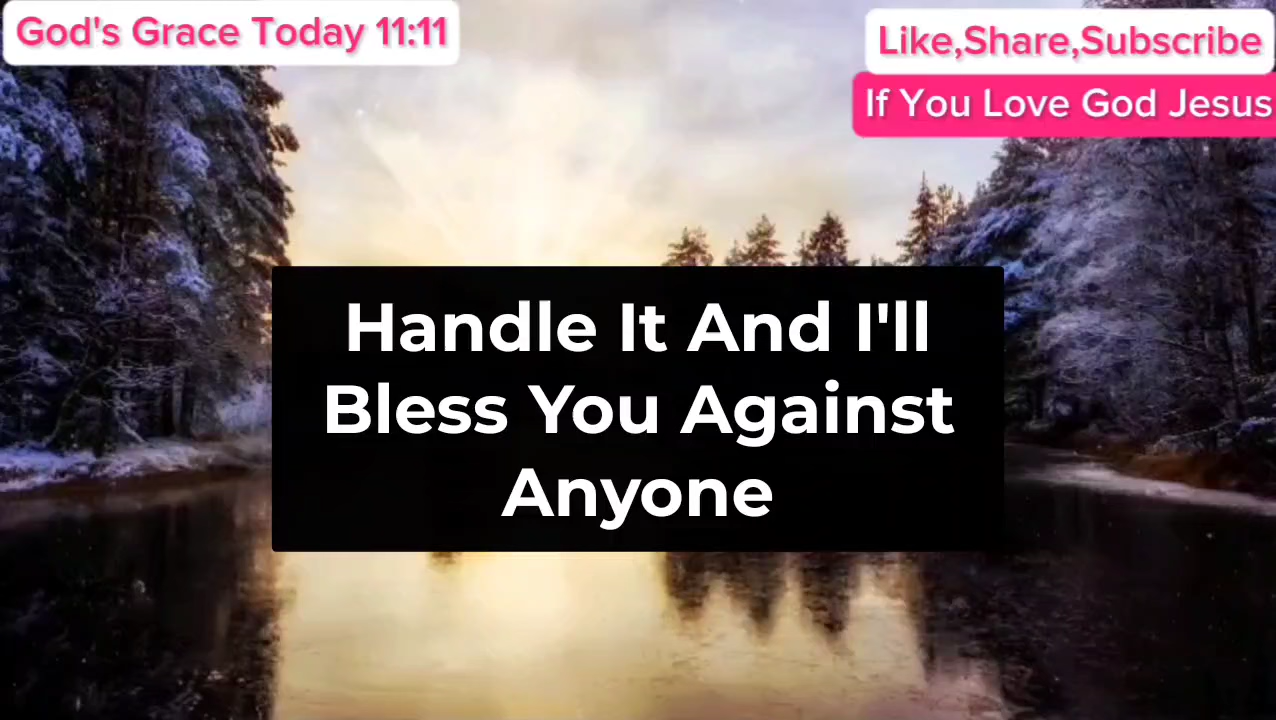 God's Grace Today 11:11
Like,Share,Subscribe
If You Love God Jesus
Handle It And I'll
Bless You Against
Anyone